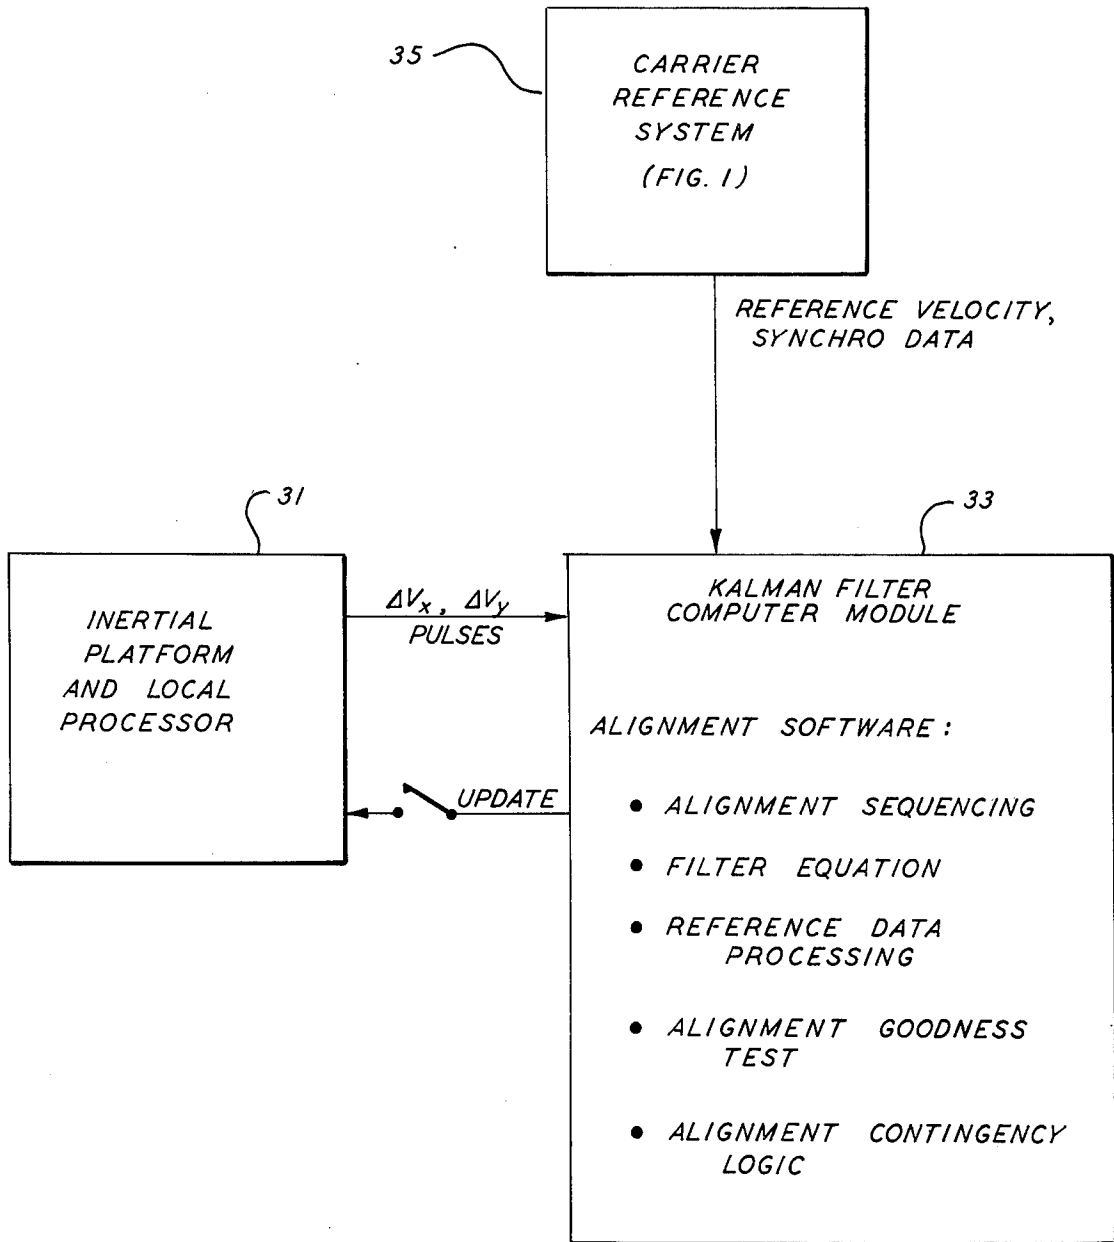 35
CARRIER
REFERENCE
SYSTEM
(FIG. 1)
REFERENCE VELOCITY,
SYNCHRO DATA
31
33
INERTIAL
PLATFORM
AND LOCAL
PROCESSOR
ΔVx, ΔVy
PULSES
UPDATE
KALMAN FILTER
COMPUTER MODULE
ALIGNMENT SOFTWARE:
• ALIGNMENT SEQUENCING
• FILTER EQUATION
• REFERENCE DATA
PROCESSING
• ALIGNMENT GOODNESS
TEST
• ALIGNMENT CONTINGENCY
LOGIC